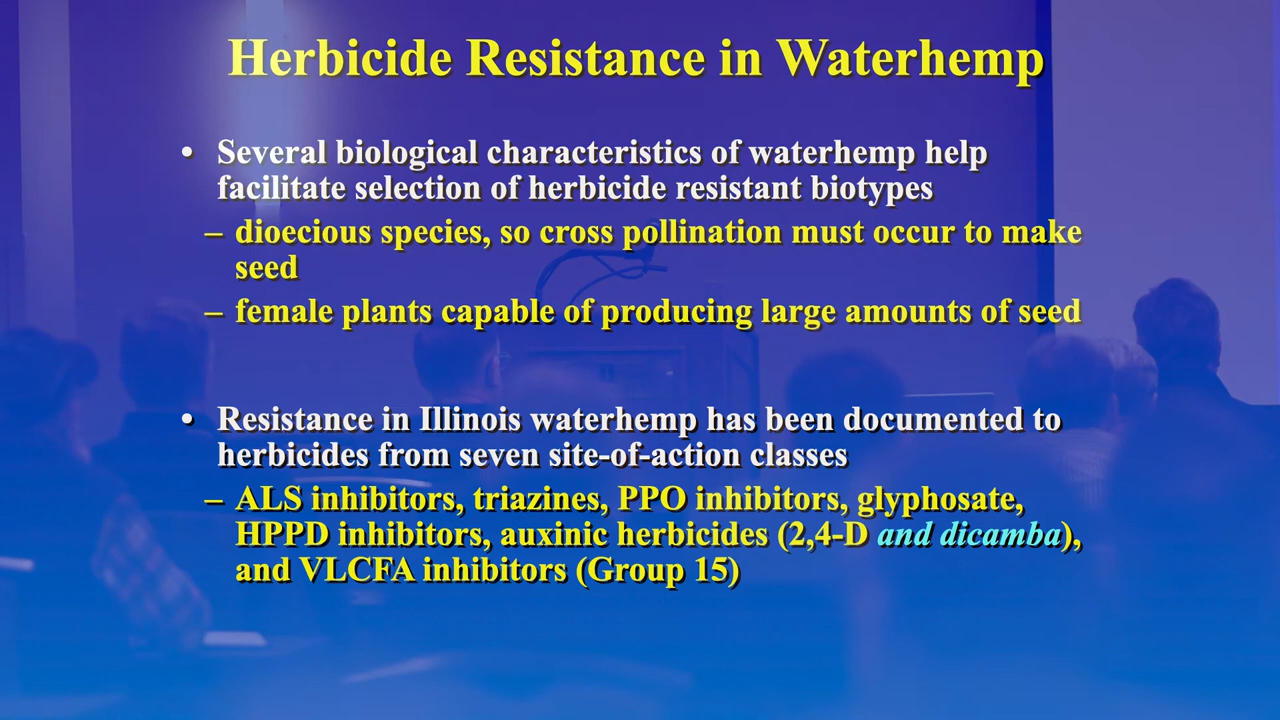 Herbicide Resistance in Waterhemp
• Several biological characteristics of waterhemp help
facilitate selection of herbicide resistant biotypes
– dioecious species, so cross pollination must occur to make
seed
– female plants capable of producing large amounts of seed
• Resistance in Illinois waterhemp has been documented to
herbicides from seven site-of-action classes
– ALS inhibitors, triazines, PPO inhibitors, glyphosate,
HPPD inhibitors, auxinic herbicides (2,4-D and dicamba),
and VLCFA inhibitors (Group 15)